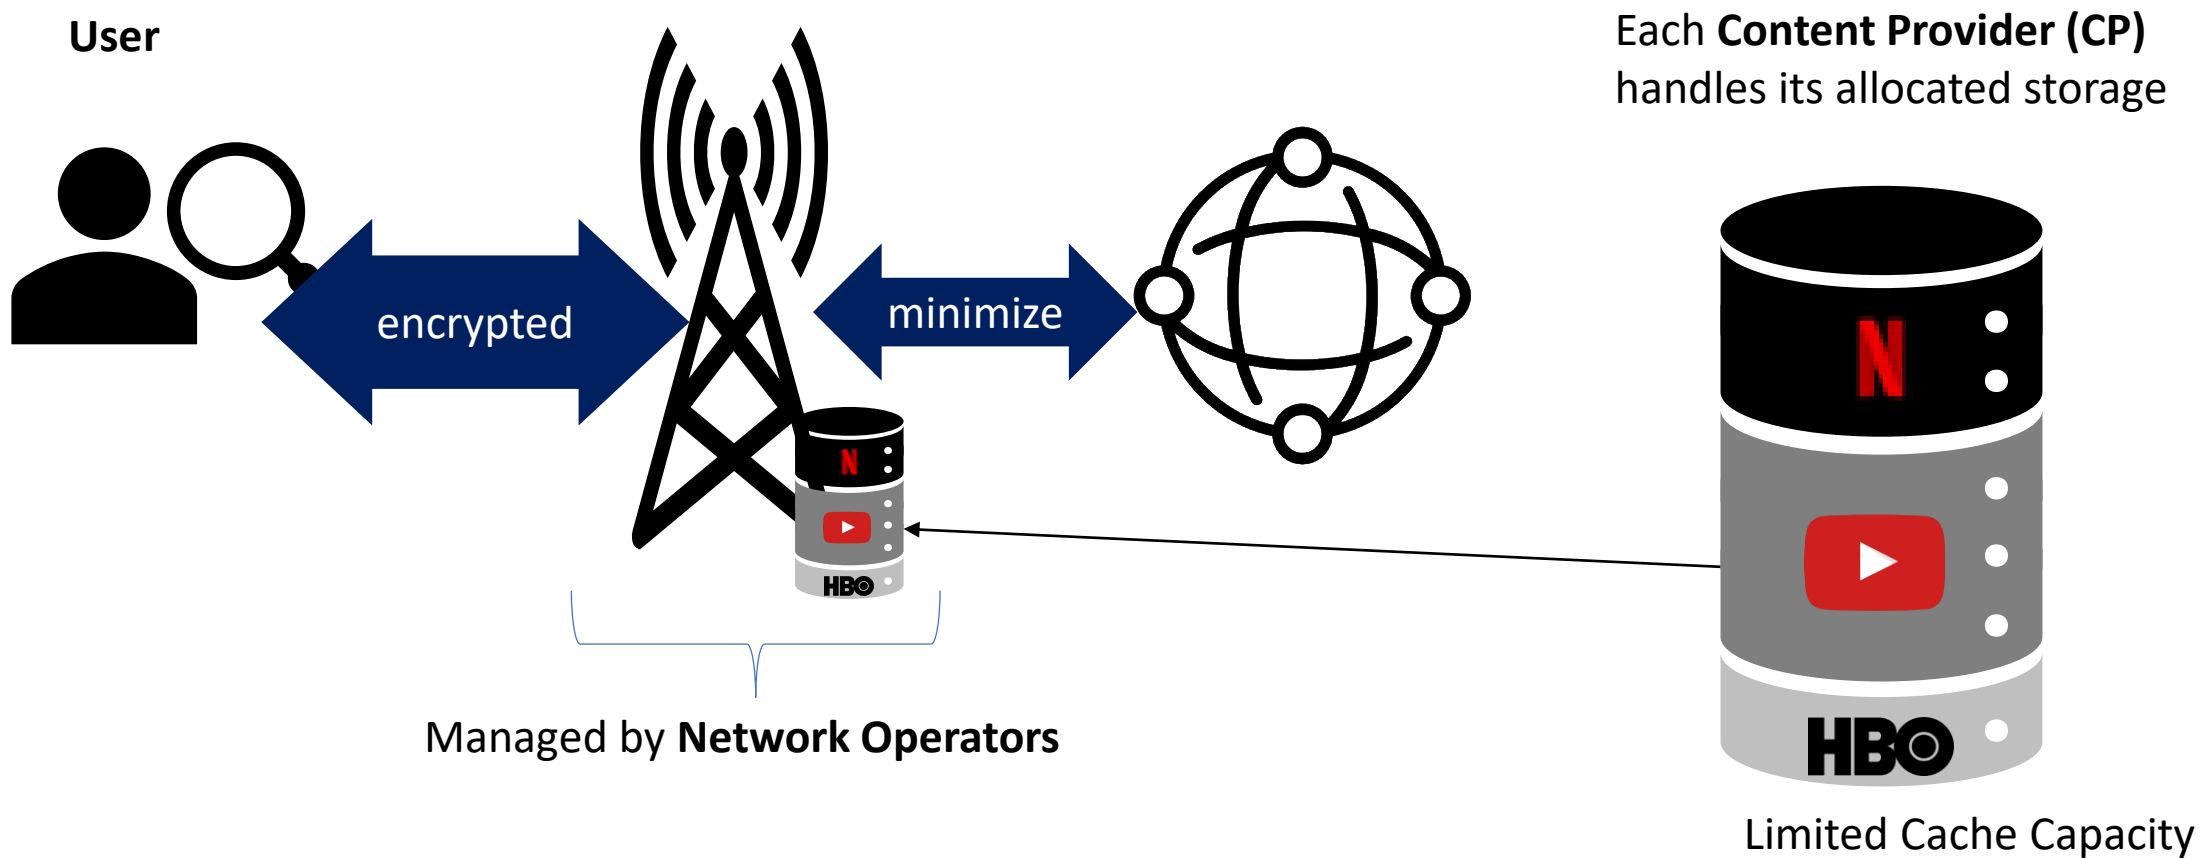 User
Each Content Provider (CP)
handles its allocated storage
encrypted
minimize
N
HBO
N
HBO
Managed by Network Operators
Limited Cache Capacity